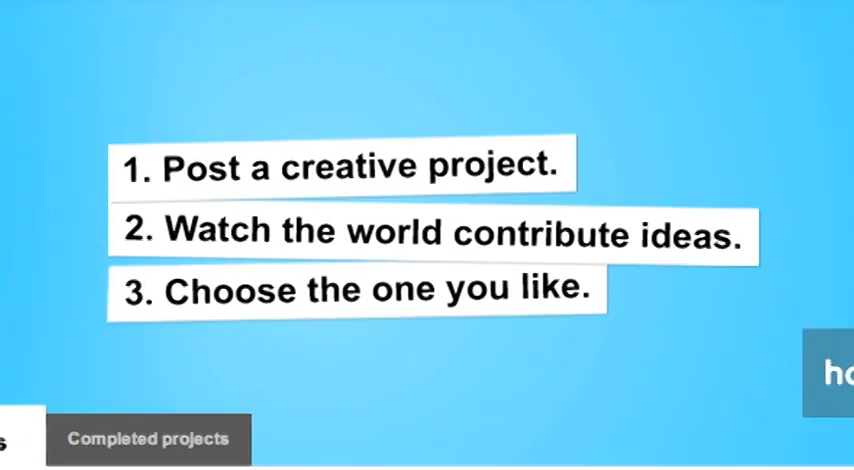 1. Post a creative project.
2. Watch the world contribute ideas.
3. Choose the one you like.
Completed projects